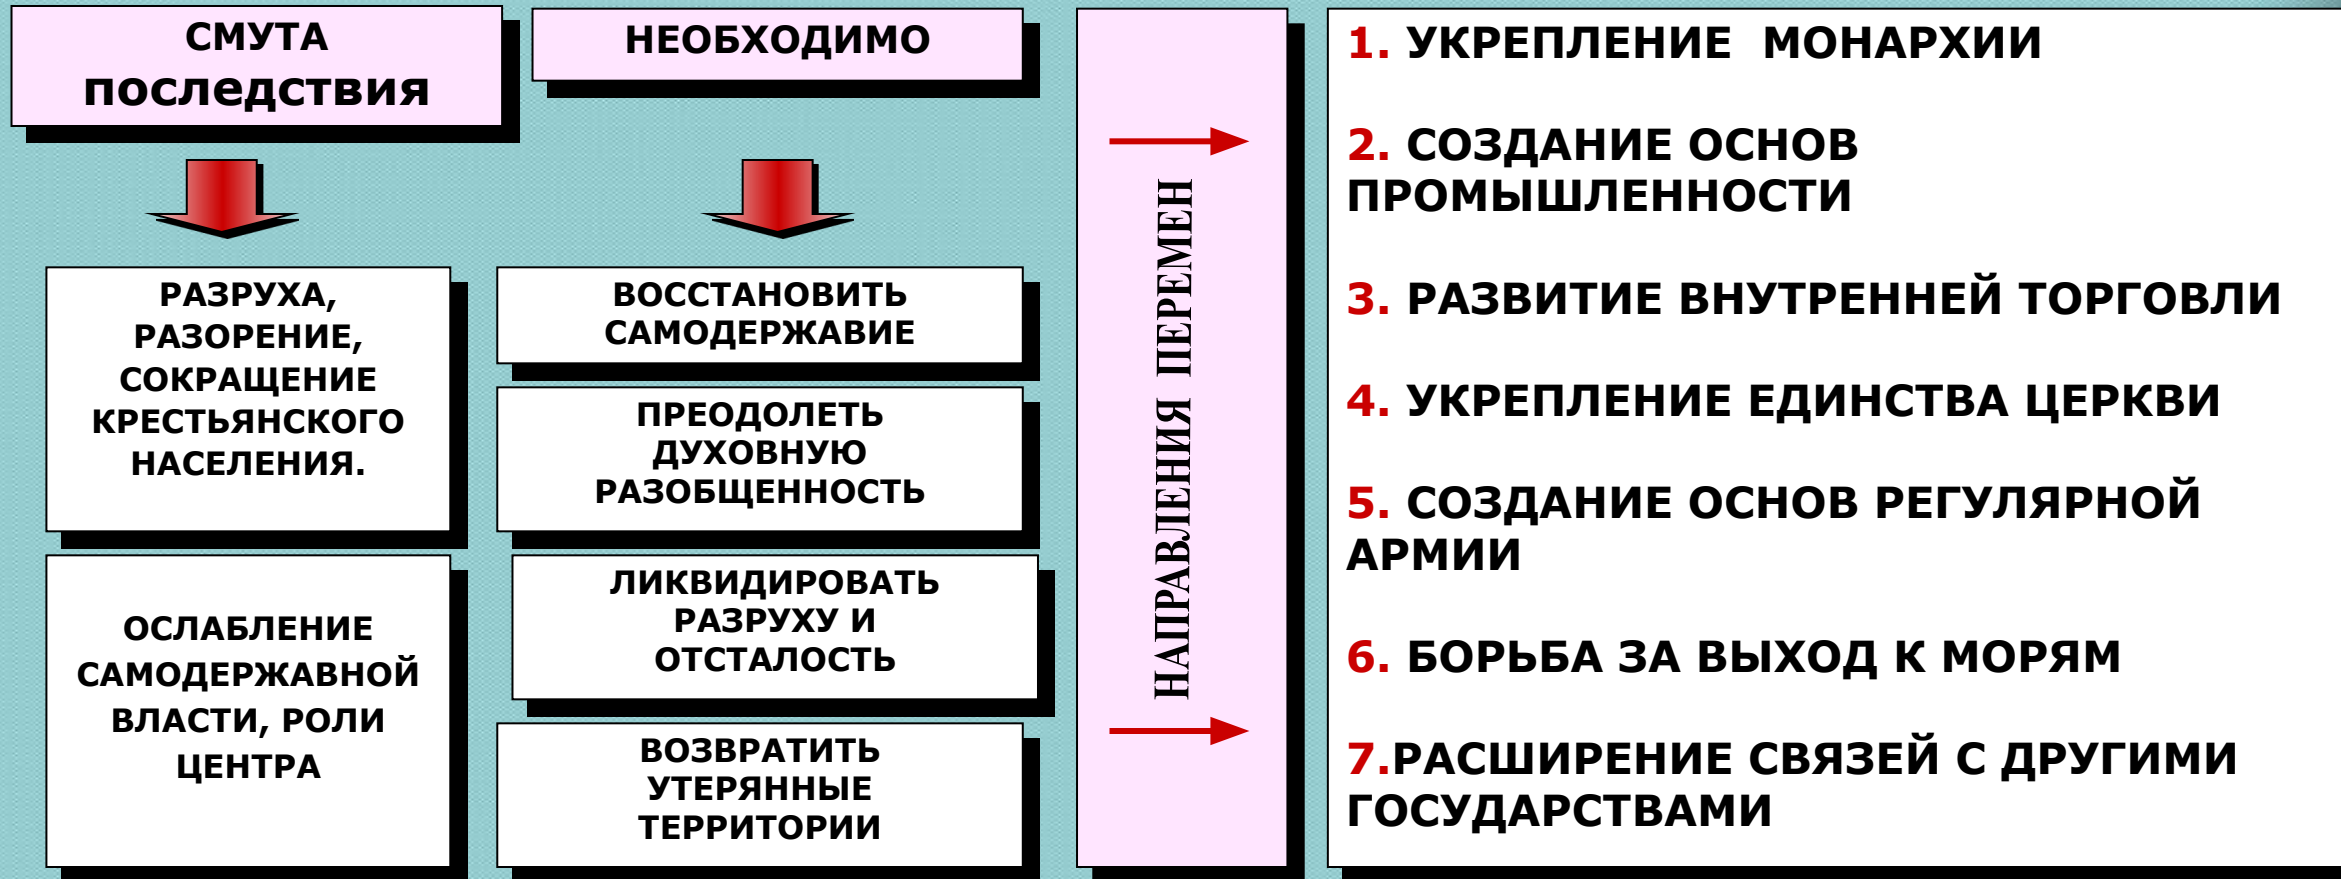 СМУТА
последствия
РАЗРУХА,
РАЗОРЕНИЕ,
СОКРАЩЕНИЕ
КРЕСТЬЯНСКОГО
НАСЕЛЕНИЯ.
ОСЛАБЛЕНИЕ
САМОДЕРЖАВНОЙ
ВЛАСТИ, РОЛИ
ЦЕНТРА
НЕОБХОДИМО
ВОССТАНОВИТЬ
САМОДЕРЖАВИЕ
ПРЕОДОЛЕТЬ
ДУХОВНУЮ
РАЗОБЩЕННОСТЬ
ЛИКВИДИРОВАТЬ
РАЗРУХУ И
ОТСТАЛОСТЬ
ВОЗВРАТИТЬ
УТЕРЯННЫЕ
ТЕРРИТОРИИ
НАПРАВЛЕНИЯ ПЕРЕМЕН
1. УКРЕПЛЕНИЕ МОНАРХИИ
2. СОЗДАНИЕ ОСНОВ
ПРОМЫШЛЕННОСТИ
3. РАЗВИТИЕ ВНУТРЕННЕЙ ТОРГОВЛИ
4. УКРЕПЛЕНИЕ ЕДИНСТВА ЦЕРКВИ
5. СОЗДАНИЕ ОСНОВ РЕГУЛЯРНОЙ
АРМИИ
6. БОРЬБА ЗА ВЫХОД К МОРЯМ
7.РАСШИРЕНИЕ СВЯЗЕЙ С ДРУГИМИ
ГОСУДАРСТВАМИ